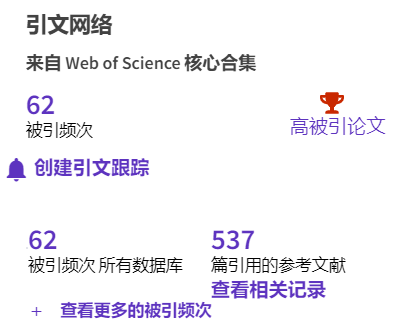 引文网络
来自 Web of Science 核心合集
62
被引频次
高被引论文
创建引文跟踪
62
被引频次 所有数据库
537
篇引用的参考文献
查看相关记录
+ 查看更多的被引频次